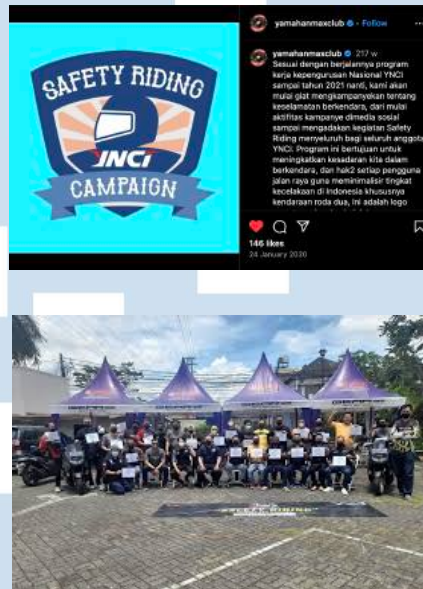 yamahanmaxclub • Follow
SAFETY RIDING
YNCI
CAMPAIGN
yamahanmaxclub 217 w
Sesuai dengan berjalannya program
kerja kepengurusan Nasional YNCI
sampai tahun 2021 nanti, kami akan
mulai giat mengkampanyekan tentang
keselamatan berkendara, dari mulai
aktifitas kampanye dimedia sosial
sampai mengadakan kegiatan Safety
Riding menyeluruh bagi seluruh anggota
YNCI. Program ini bertujuan untuk
meningkatkan kesadaran kita dalam
berkendara, dan hak2 setiap pengguna
jalan raya guna meminimalisir tingkat
kecelakaan di Indonesia khususnya
kendaraan roda dua, ini adalah logo
146 likes
24 January 2020
SAFETY RIDING